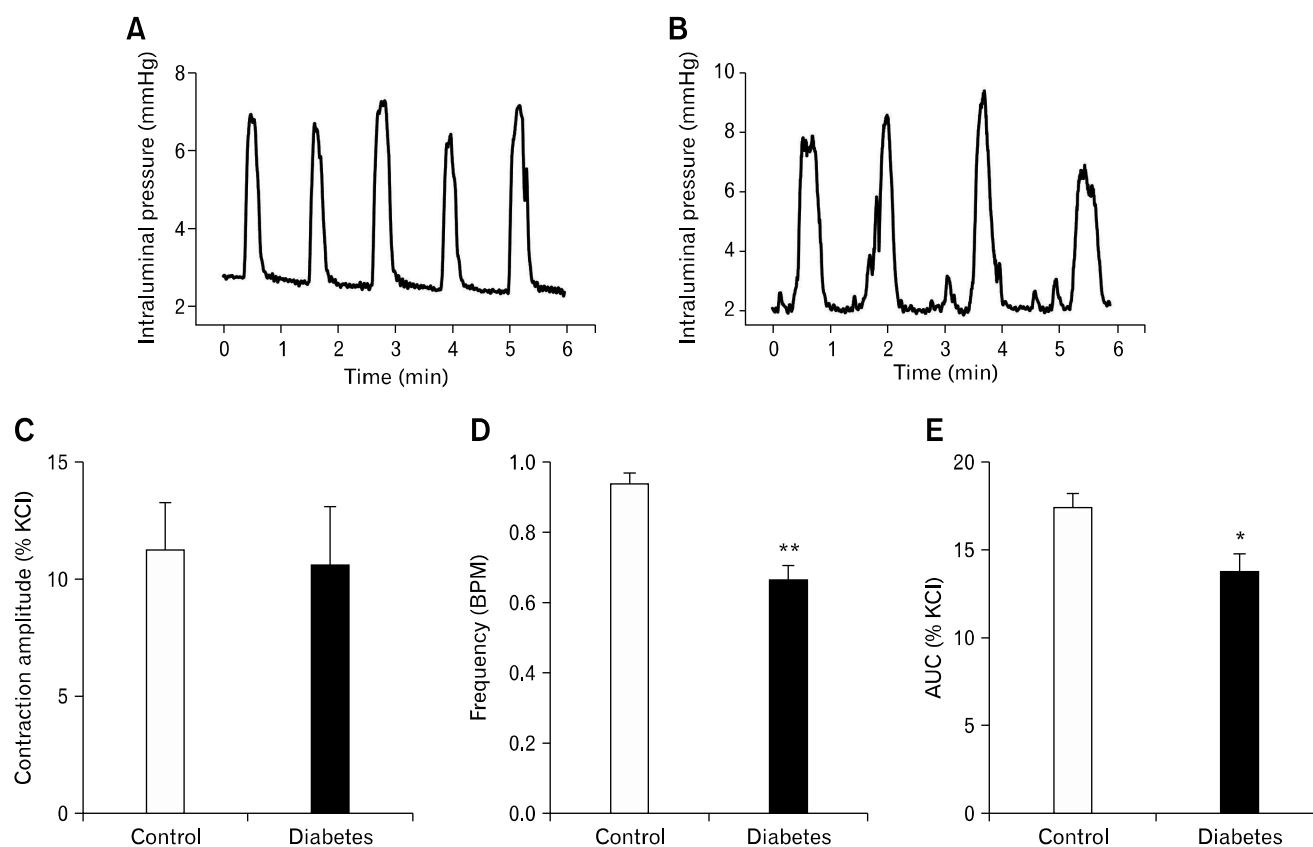 A
Intraluminal pressure (mmHg)
8
6
4
2
0 1 2 3 4 5 6
Time (min)
B
Intraluminal pressure (mmHg)
10
8
6
4
2
0 1 2 3 4 5 6
Time (min)
C
Contraction amplitude (% KCl)
15
10
5
0
Control Diabetes
D
Frequency (BPM)
1.0
0.8
0.6
0.4
0.2
0.0
**
Control Diabetes
E
AUC (% KCl)
20
15
10
5
0
*
Control Diabetes